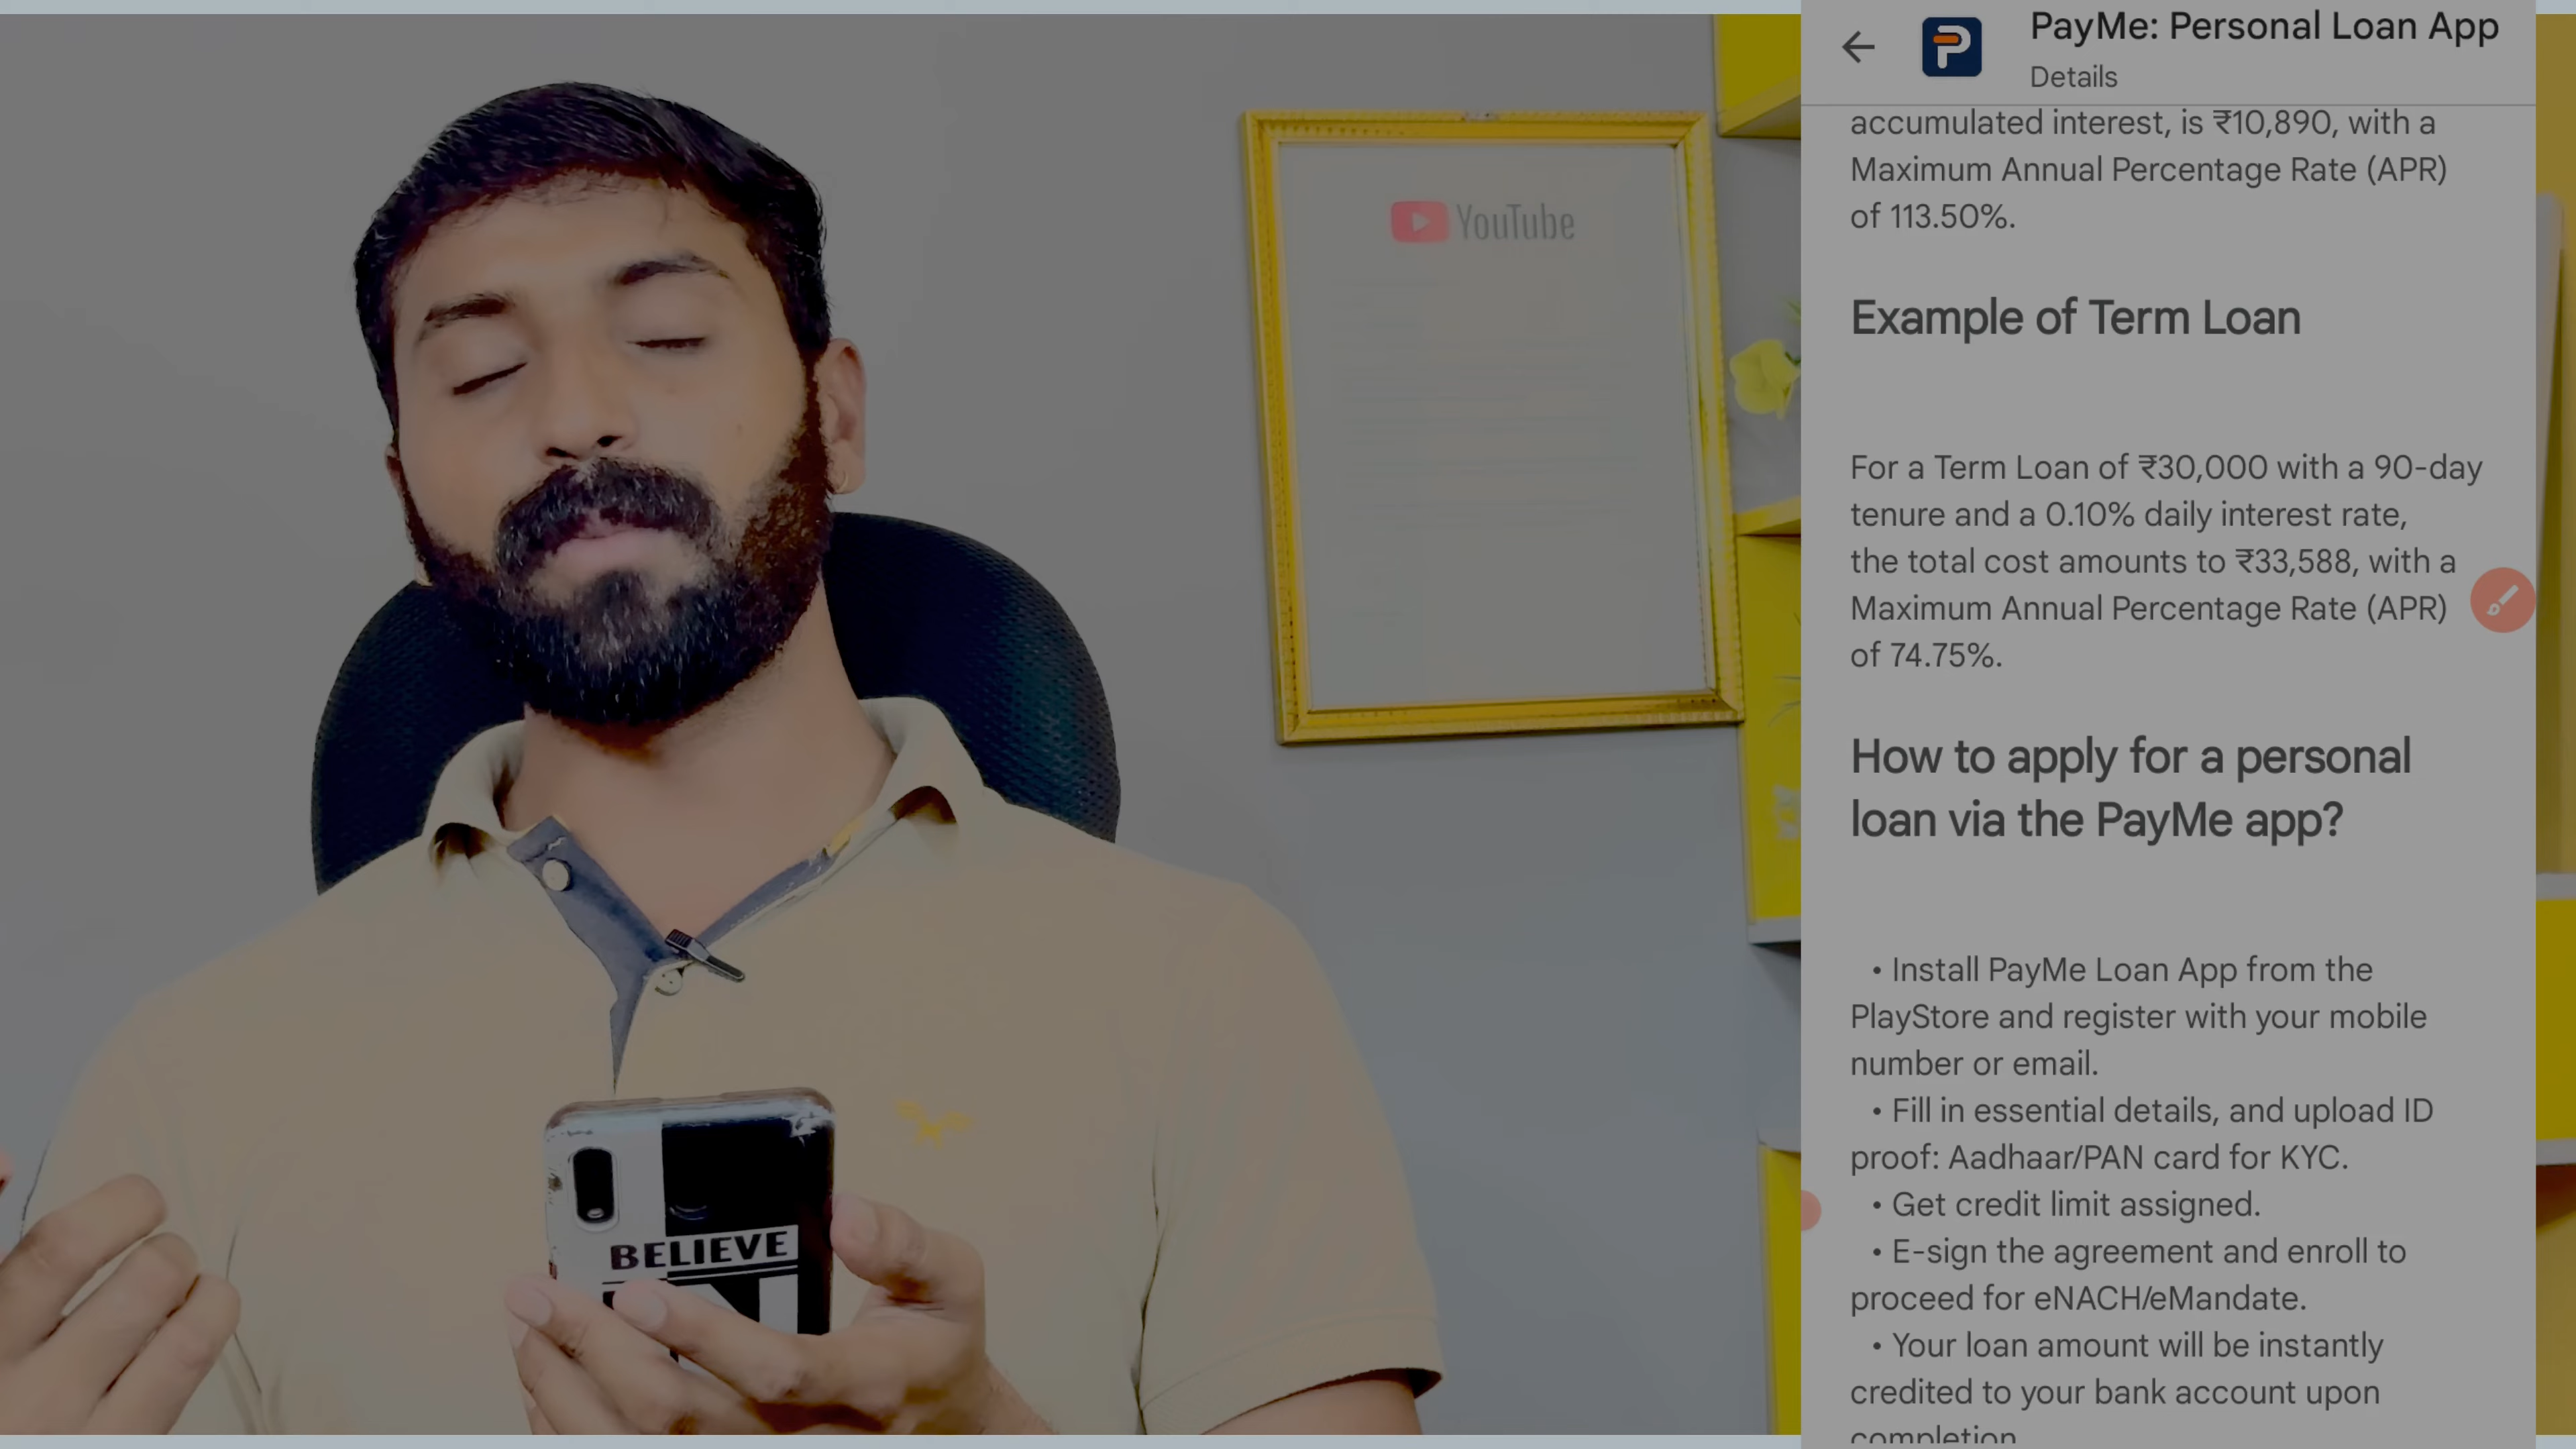 YouTube
BELIEVE
PayMe: Personal Loan App
Details
accumulated interest, is ₹10,890, with a
Maximum Annual Percentage Rate (APR)
of 113.50%.
Example of Term Loan
For a Term Loan of ₹30,000 with a 90-day
tenure and a 0.10% daily interest rate,
the total cost amounts to ₹33,588, with a
Maximum Annual Percentage Rate (APR)
of 74.75%.
How to apply for a personal
loan via the PayMe app?
• Install PayMe Loan App from the
PlayStore and register with your mobile
number or email.
• Fill in essential details, and upload ID
proof: Aadhaar/PAN card for KYC.
• Get credit limit assigned.
• E-sign the agreement and enroll to
proceed for eNACH/eMandate.
• Your loan amount will be instantly
credited to your bank account upon
completion